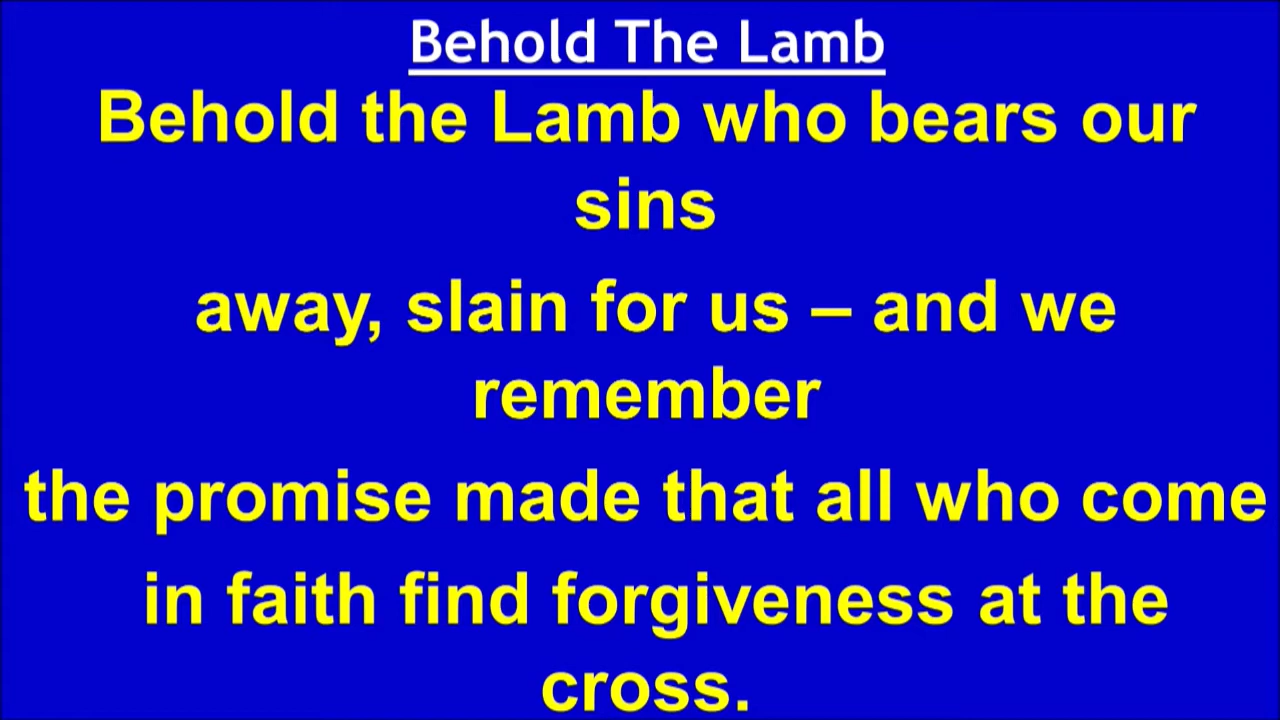 Behold The Lamb
Behold the Lamb who bears our
sins
away, slain for us – and we
remember
the promise made that all who come
in faith find forgiveness at the
cross.